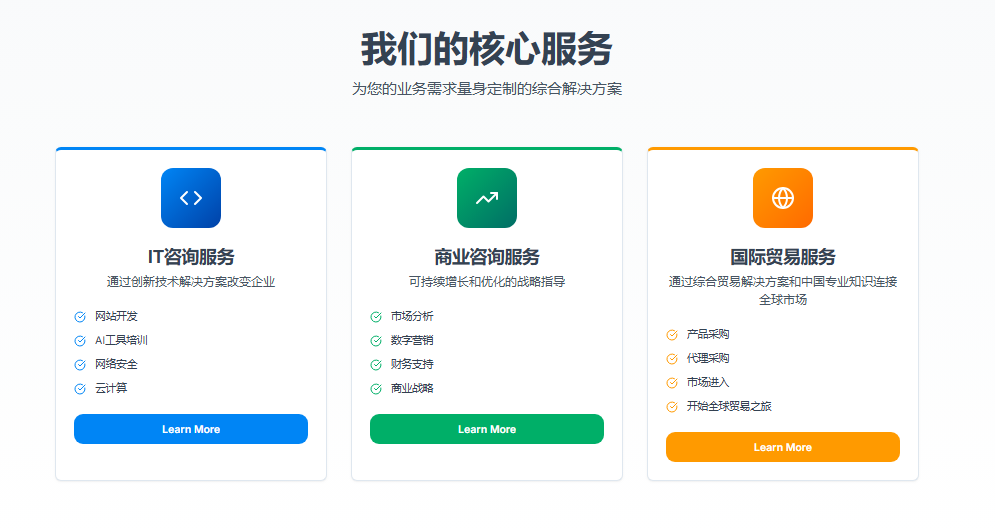 我们的核心服务
为您的业务需求量身定制的综合解决方案
IT咨询服务
通过创新技术解决方案改变企业
网站开发
AI工具培训
网络安全
云计算
Learn More
商业咨询服务
可持续增长和优化的战略指导
市场分析
数字营销
财务支持
商业战略
Learn More
国际贸易服务
通过综合贸易解决方案和中国专业知识连接
全球市场
产品采购
代理采购
市场进入
开始全球贸易之旅
Learn More